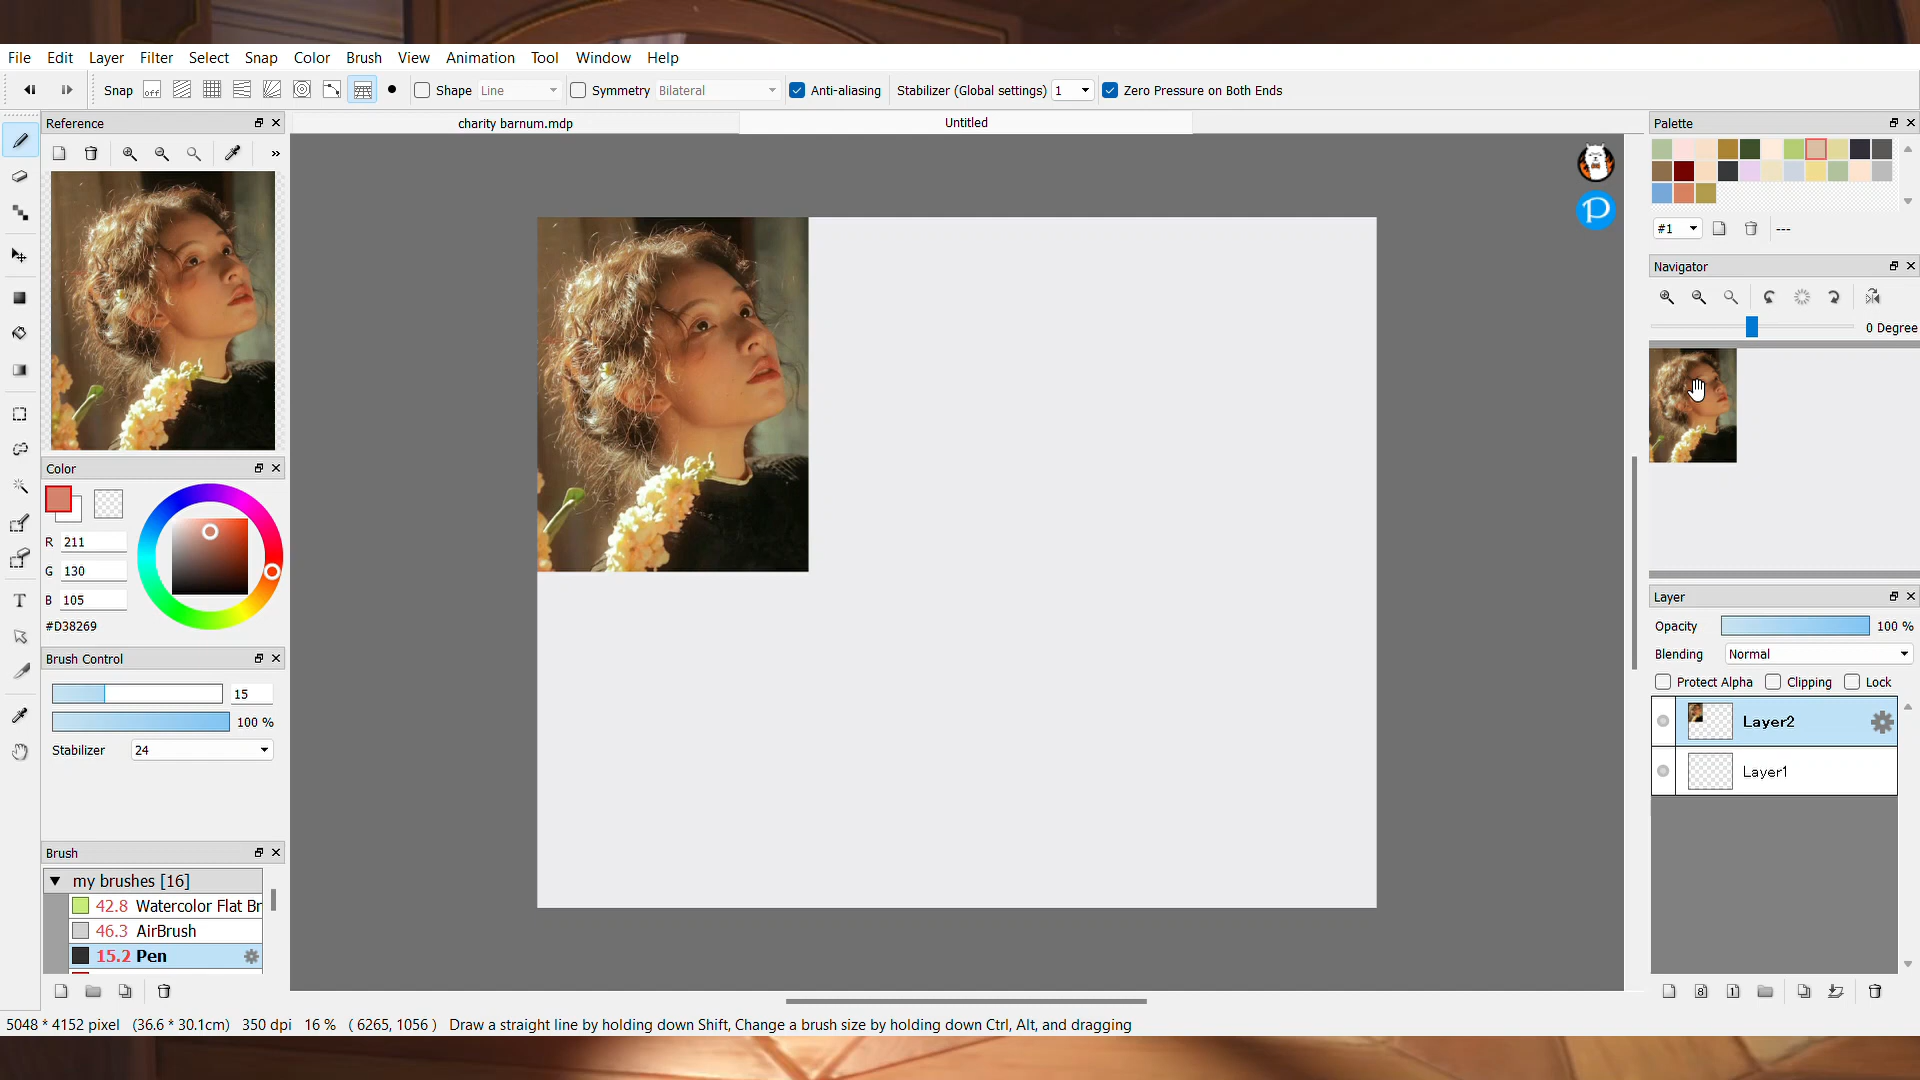 File Edit Layer Filter Select Snap Color Brush View Animation Tool Window Help
Snap off Shape Line Symmetry Bilateral Anti-aliasing Stabilizer (Global settings) 1 Zero Pressure on Both Ends
Reference
charity barnum.mdp
Untitled
Palette
#1
---
Navigator
0 Degree
Color
R 211
G 130
B 105
#D38269
Brush Control
15
100 %
Stabilizer 24
Brush
my brushes [16]
42.8 Watercolor Flat Br
46.3 AirBrush
15.2 Pen
Layer
Opacity 100 %
Blending Normal
Protect Alpha Clipping Lock
Layer2
Layer1
8 1
T
P
5048 * 4152 pixel (36.6 * 30.1cm) 350 dpi 16 % ( 6265, 1056 ) Draw a straight line by holding down Shift, Change a brush size by holding down Ctrl, Alt, and dragging